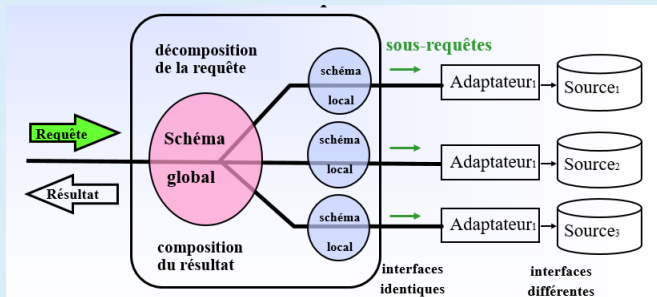 décomposition
de la requête
sous-requêtes
schéma
local
Adaptateur1
Source1
Requête
Schéma
global
schéma
local
Adaptateur1
Source2
Résultat
schéma
local
Adaptateur1
Source3
composition
du résultat
interfaces
identiques
interfaces
différentes